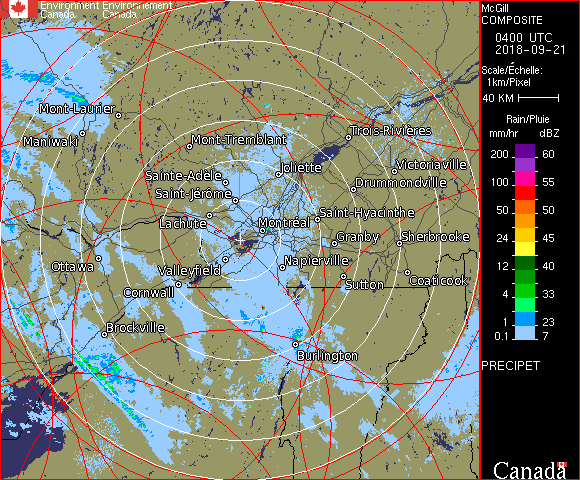 Environment Environnement
Canada Canada
McGill
COMPOSITE
0400 UTC
2018-09-21
Scale/Échelle:
1km/Pixel
40 KM
Rain/Pluie
mm/hr dBZ
200 60
100 55
50 50
24 45
12 40
4 33
1 23
0.1 7
PRECIPET
Canada
Mont-Laurier
Maniwaki
Mont-Tremblant
Trois-Rivières
Sainte-Adèle
Joliette
Victoriaville
Saint-Jérôme
Drummondville
Lachute
Montréal
Saint-Hyacinthe
Granby
Sherbrooke
Ottawa
Valleyfield
Napierville
Cornwall
Sutton
Coaticook
Brockville
Burlington